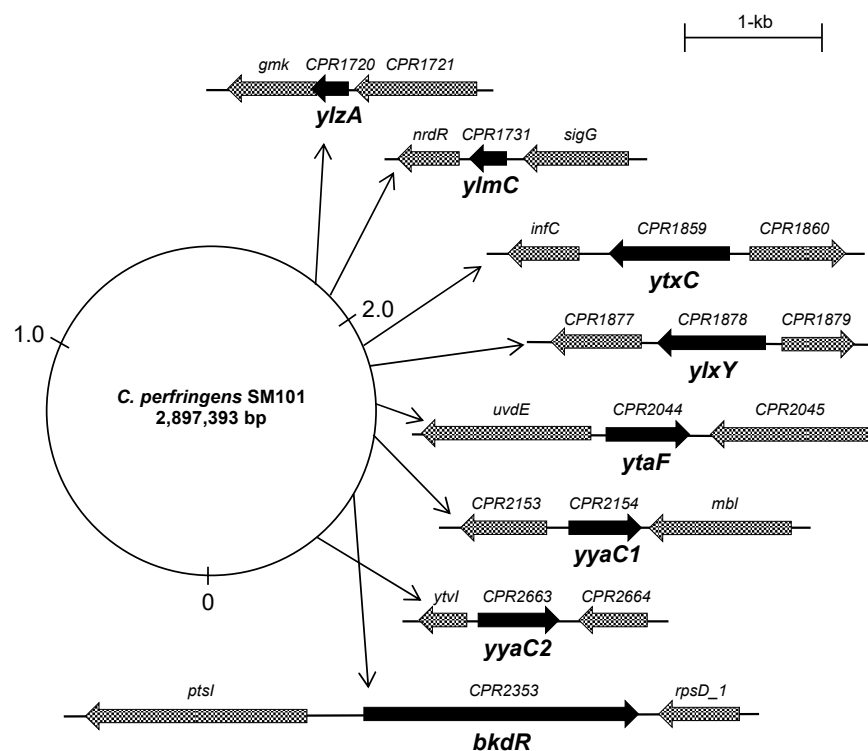 1-kb
gmk CPR1720 CPR1721
ylzA
nrdR CPR1731 sigG
ylmC
infC CPR1859 CPR1860
ytxC
2.0
1.0
CPR1877 CPR1878 CPR1879
ylxY
C. perfringens SM101
2,897,393 bp
uvdE CPR2044 CPR2045
ytaF
CPR2153 CPR2154 mbl
yyaC1
0
ytvI CPR2663 CPR2664
yyaC2
ptsI CPR2353 rpsD_1
bkdR